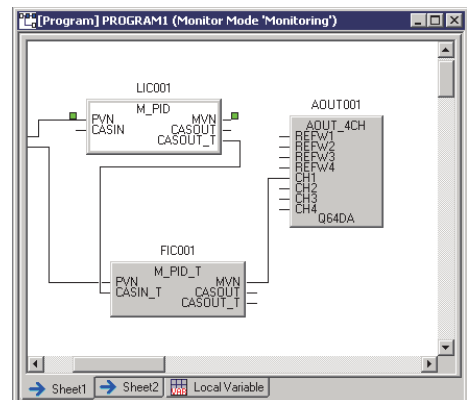 [Program] PROGRAM1 (Monitor Mode 'Monitoring')
LIC001
M_PID
PVN MVN
CASIN CASOUT
CASOUT_T
AOUT001
AOUT_4CH
REFW1
REFW2
REFW3
REFW4
CH1
CH2
CH3
CH4
Q64DA
FIC001
M_PID_T
PVN MVN
CASIN_T CASOUT
CASOUT_T
Sheet1 Sheet2 Local Variable